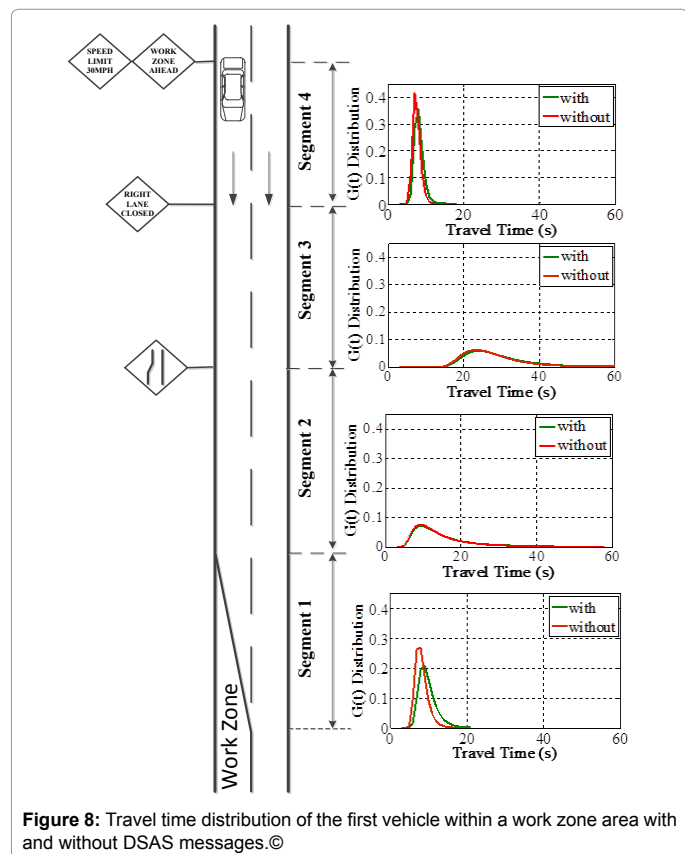 SPEED
LIMIT
30MPH
WORK
ZONE
AHEAD
Segment 4
G(t) Distribution
0.4
0.3
0.2
0.1
0
with
without
0
20
40
60
Travel Time (s)
RIGHT
LANE
CLOSED
Segment 3
G(t) Distribution
0.4
0.3
0.2
0.1
0
with
without
0
20
40
60
Travel Time (s)
Segment 2
G(t) Distribution
0.4
0.3
0.2
0.1
0
with
without
0
20
40
60
Travel Time (s)
Segment 1
Work Zone
G(t) Distribution
0.4
0.3
0.2
0.1
0
with
without
0
20
40
60
Travel Time (s)
Figure 8: Travel time distribution of the first vehicle within a work zone area with
and without DSAS messages.©